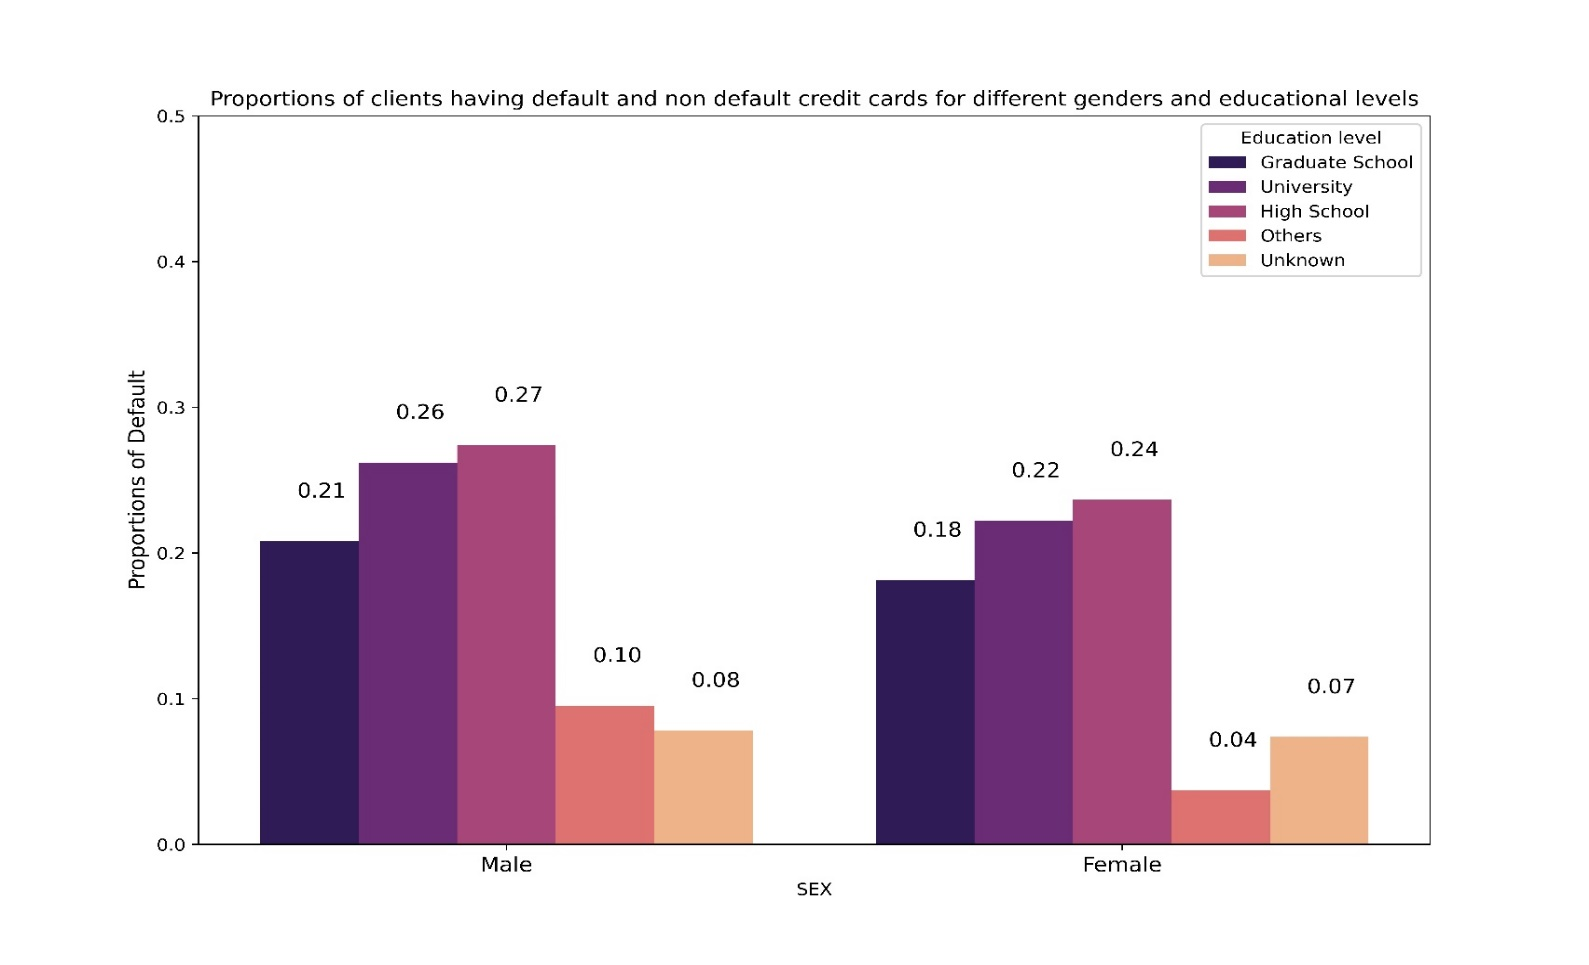 Proportions of clients having default and non default credit cards for different genders and educational levels
0.5
0.4
0.3
0.2
0.1
0.0
Proportions of Default
Education level
Graduate School
University
High School
Others
Unknown
0.21
0.26
0.27
0.10
0.08
0.18
0.22
0.24
0.04
0.07
Male
Female
SEX